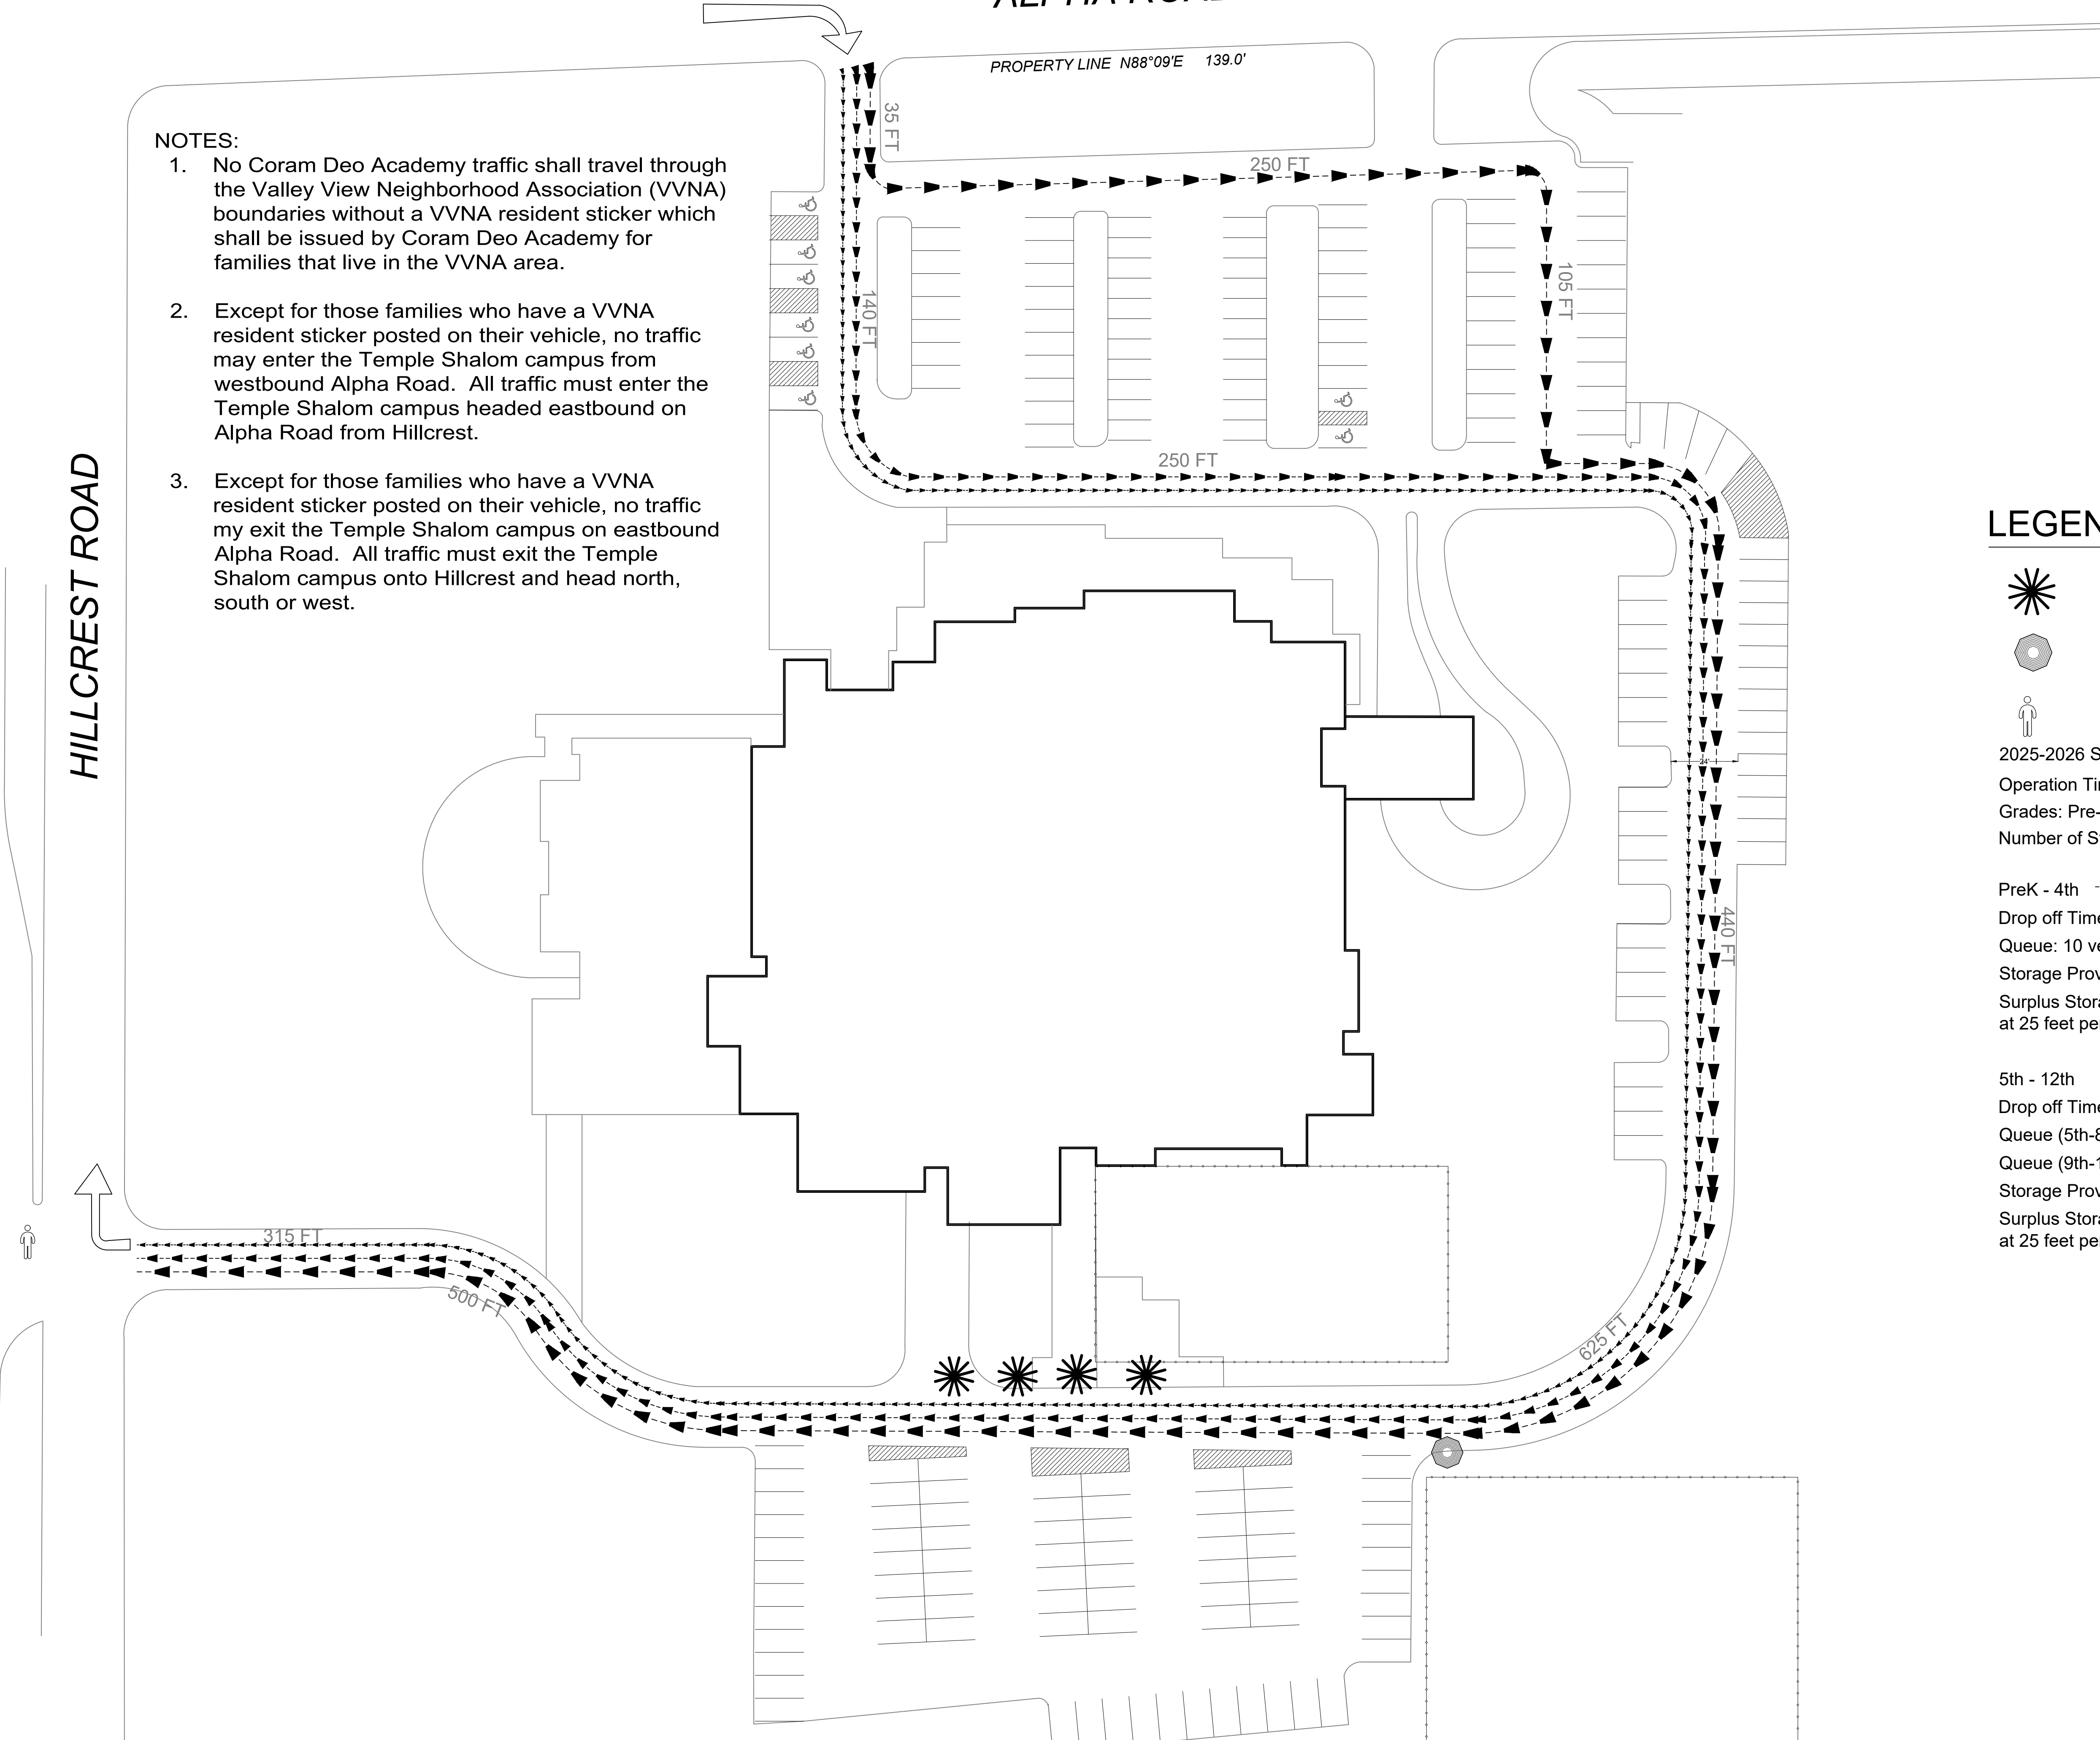 PROPERTY LINE N88°09'E 139.0'
35 FT
250 FT
NOTES:
1. No Coram Deo Academy traffic shall travel through
the Valley View Neighborhood Association (VVNA)
boundaries without a VVNA resident sticker which
shall be issued by Coram Deo Academy for
families that live in the VVNA area.
2. Except for those families who have a VVNA
resident sticker posted on their vehicle, no traffic
may enter the Temple Shalom campus from
westbound Alpha Road. All traffic must enter the
Temple Shalom campus headed eastbound on
Alpha Road from Hillcrest.
3. Except for those families who have a VVNA
resident sticker posted on their vehicle, no traffic
my exit the Temple Shalom campus on eastbound
Alpha Road. All traffic must exit the Temple
Shalom campus onto Hillcrest and head north,
south or west.
HILLCREST ROAD
140 FT
105 FT
250 FT
24'
440 FT
625 FT
315 FT
500 FT
LEGEN
2025-2026 S
Operation Ti
Grades: Pre-
Number of S
PreK - 4th
Drop off Time
Queue: 10 ve
Storage Prov
Surplus Stora
at 25 feet pe
5th - 12th
Drop off Time
Queue (5th-8
Queue (9th-1
Storage Prov
Surplus Stora
at 25 feet pe